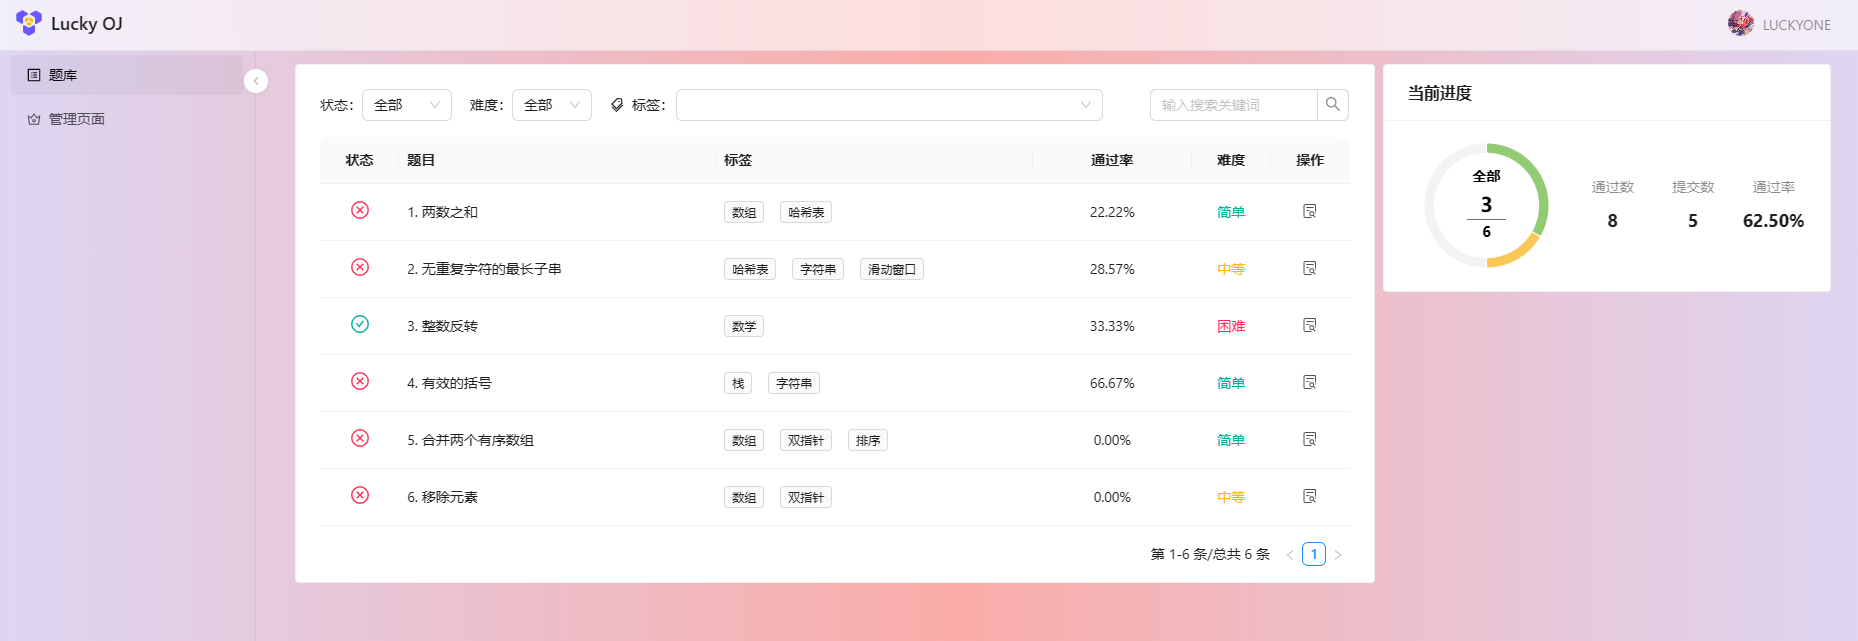 Lucky OJ
LUCKYONE
题库
管理页面
状态： 全部 难度： 全部 标签： 输入搜索关键词
状态 题目 标签 通过率 难度 操作
1. 两数之和 数组 哈希表 22.22% 简单
2. 无重复字符的最长子串 哈希表 字符串 滑动窗口 28.57% 中等
3. 整数反转 数学 33.33% 困难
4. 有效的括号 栈 字符串 66.67% 简单
5. 合并两个有序数组 数组 双指针 排序 0.00% 简单
6. 移除元素 数组 双指针 0.00% 中等
第 1-6 条/总共 6 条 1
当前进度
全部
3
6
通过数 提交数 通过率
8 5 62.50%